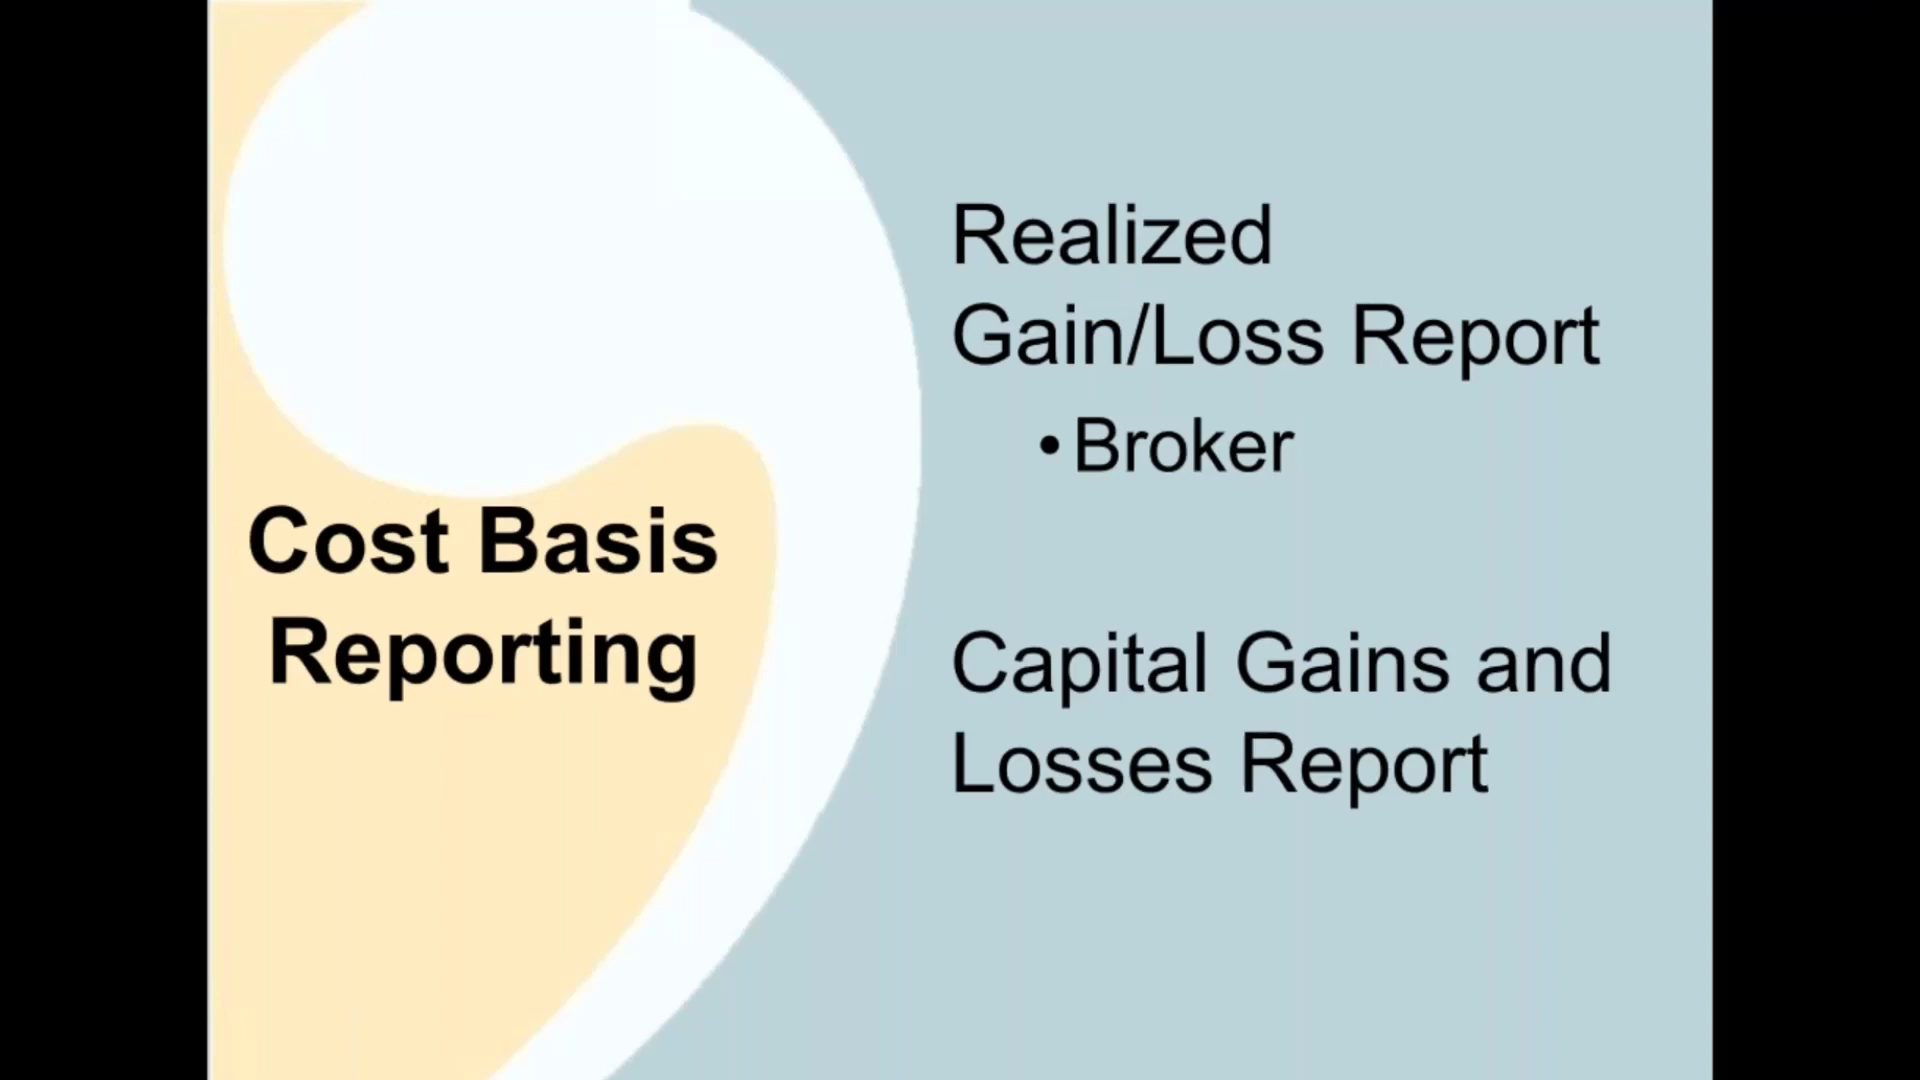 Cost Basis
Reporting
Realized
Gain/Loss Report
• Broker
Capital Gains and
Losses Report